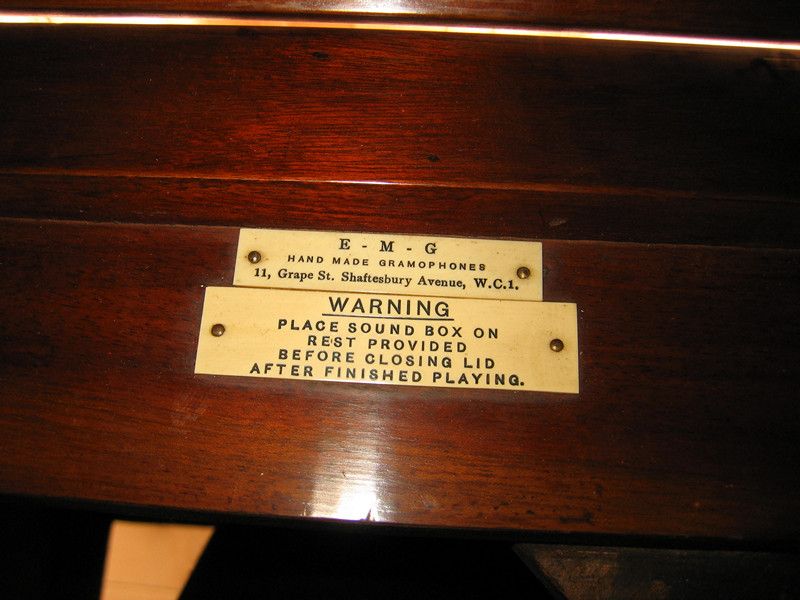 E - M - G
HAND MADE GRAMOPHONES
11, Grape St. Shaftesbury Avenue, W.C.1.
WARNING
PLACE SOUND BOX ON
REST PROVIDED
BEFORE CLOSING LID
AFTER FINISHED PLAYING.